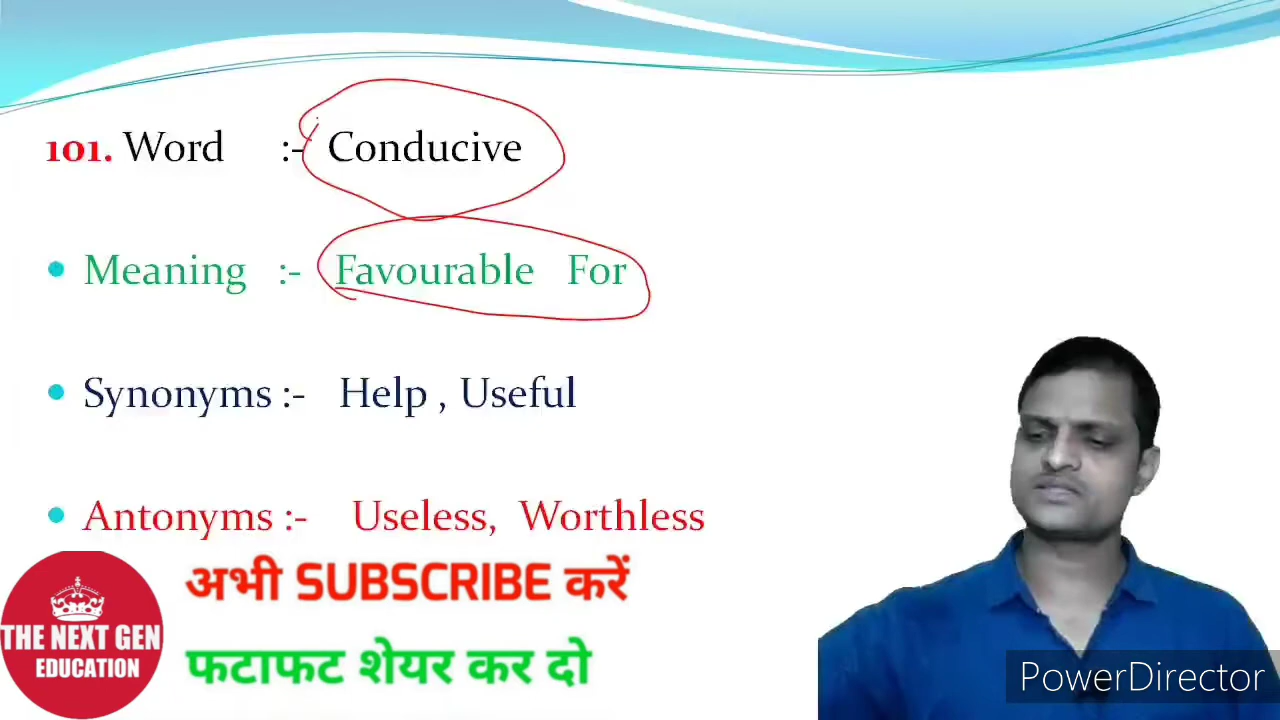 101. Word :- Conducive
• Meaning :- Favourable For
• Synonyms :- Help , Useful
• Antonyms :- Useless, Worthless
अभी SUBSCRIBE करें
फटाफट शेयर कर दो
THE NEXT GEN
EDUCATION
PowerDirector